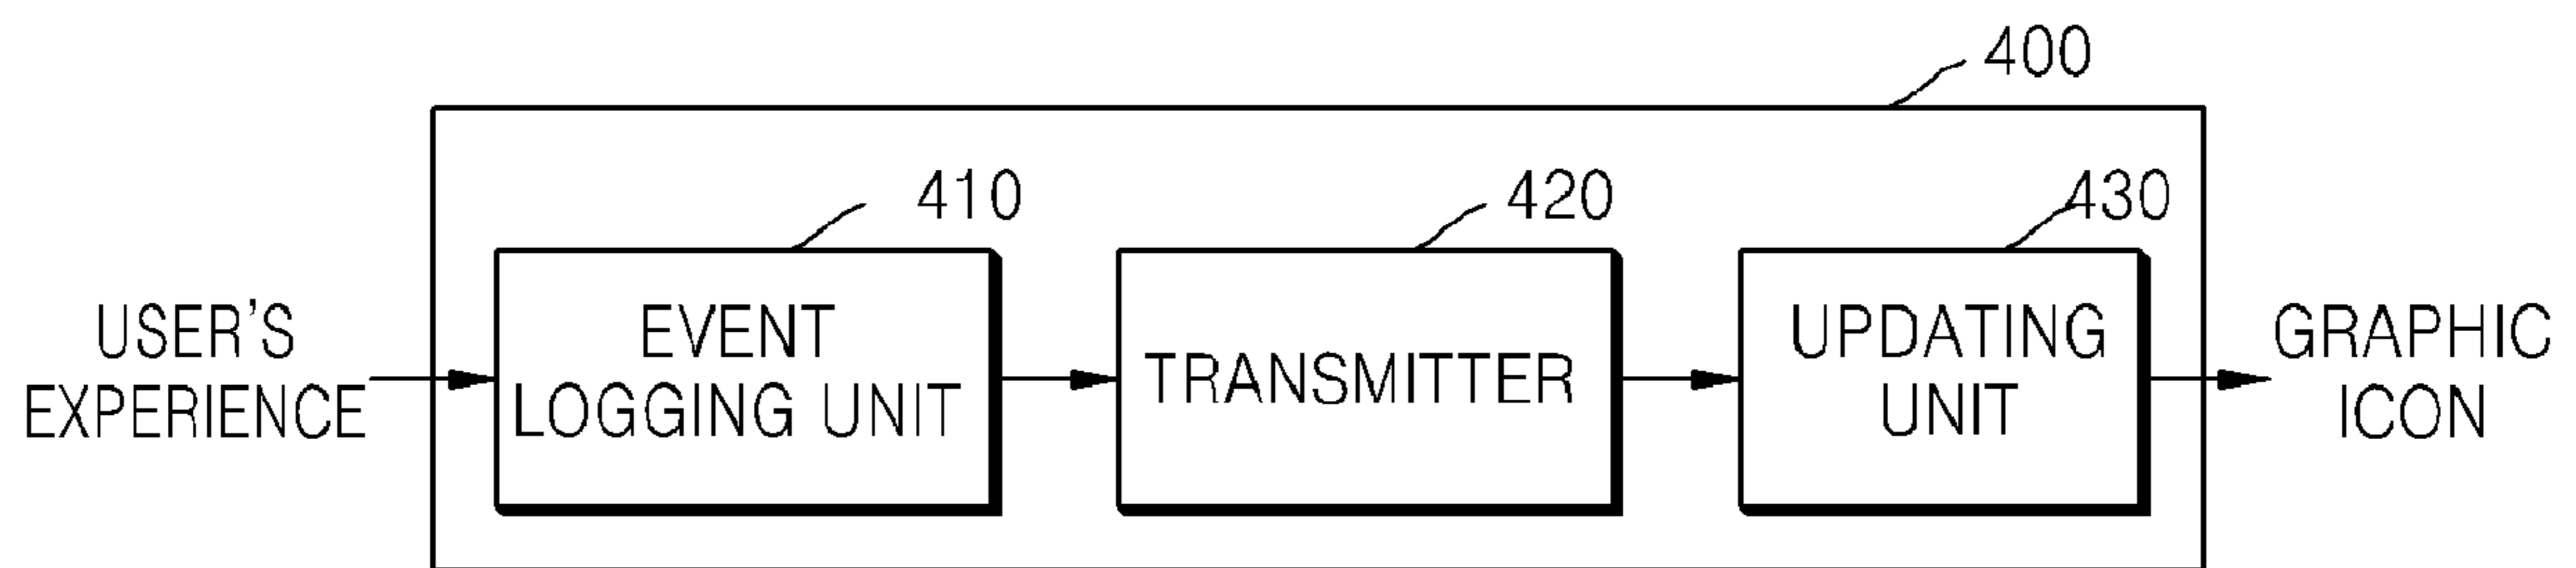 400
410
420
430
USER'S
EXPERIENCE
EVENT
LOGGING UNIT
TRANSMITTER
UPDATING
UNIT
GRAPHIC
ICON